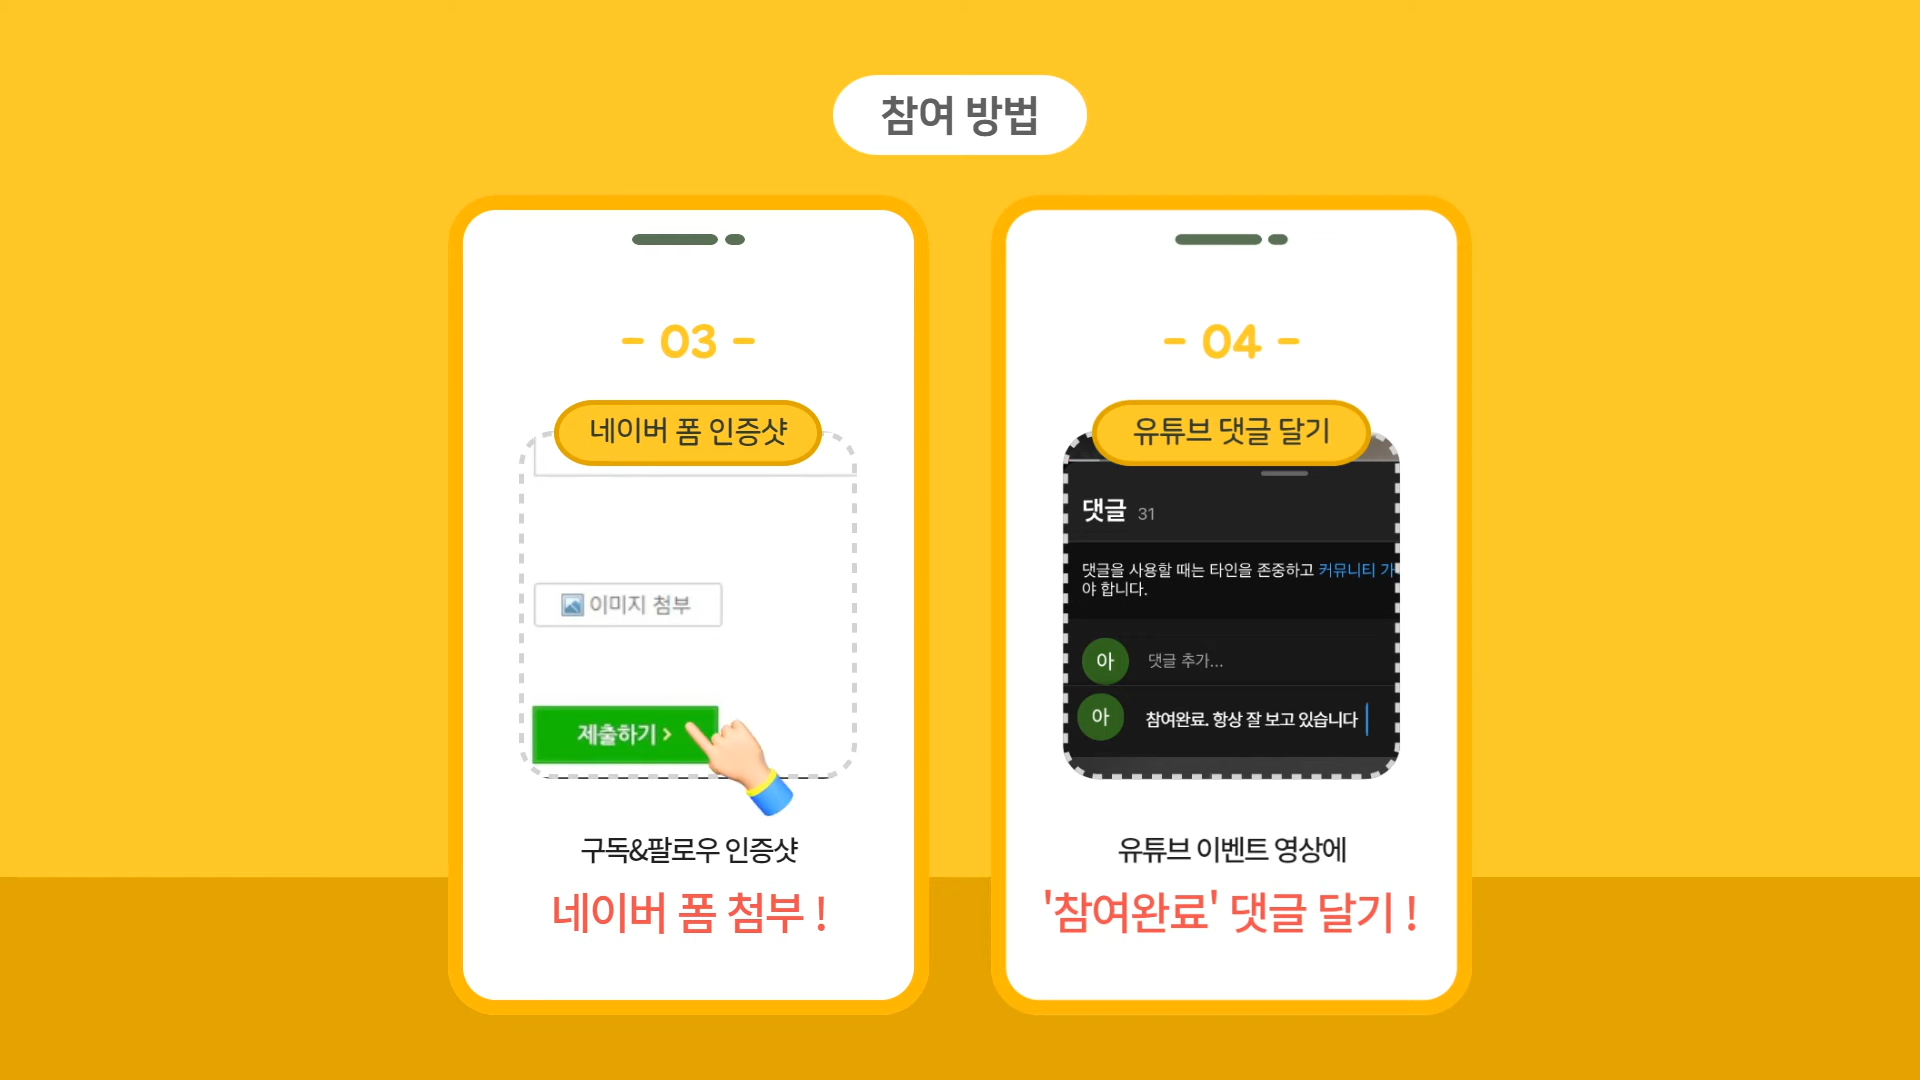 참여 방법
- 03 -
네이버 폼 인증샷
이미지 첨부
제출하기 >
구독&팔로우 인증샷
네이버 폼 첨부 !
- 04 -
유튜브 댓글 달기
댓글 31
댓글을 사용할 때는 타인을 존중하고 커뮤니티 가
야 합니다.
아 댓글 추가...
아 참여완료. 항상 잘 보고 있습니다
유튜브 이벤트 영상에
'참여완료' 댓글 달기 !